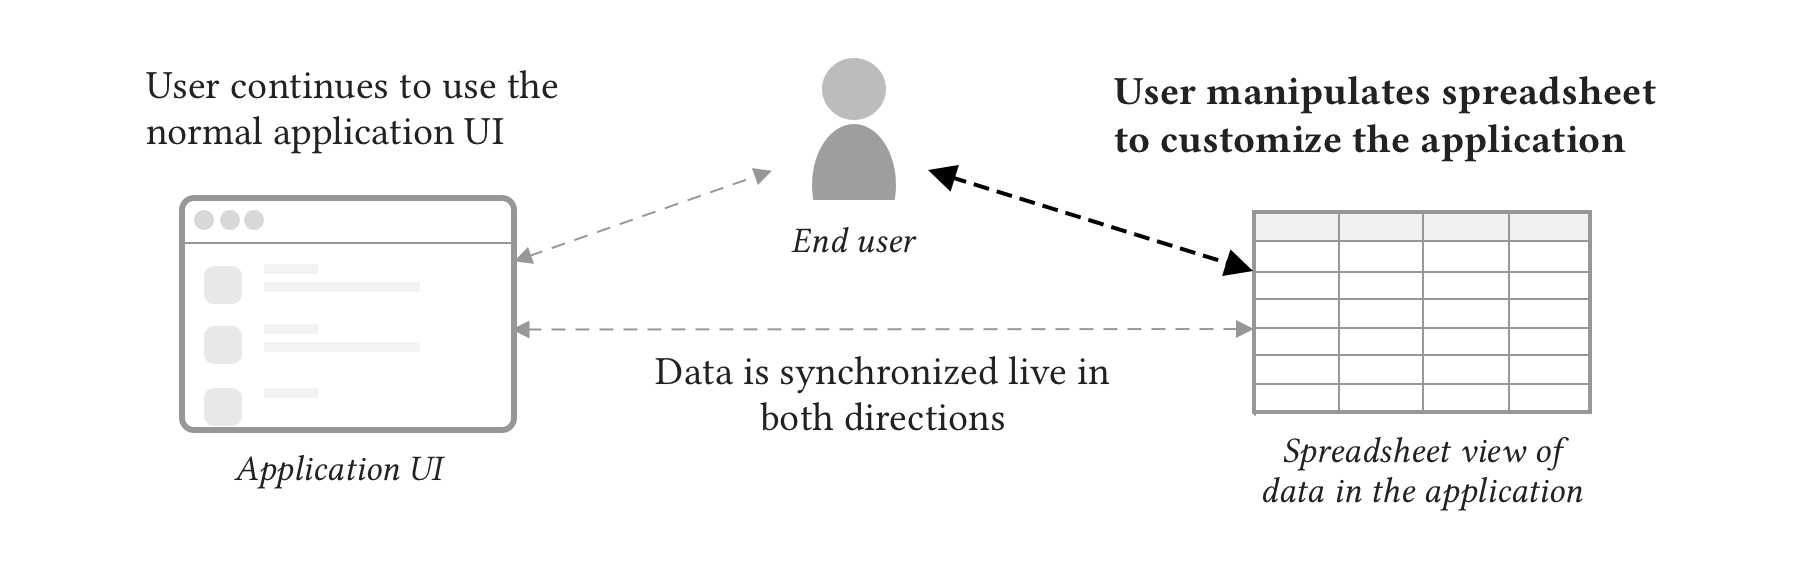 User continues to use the
normal application UI
User manipulates spreadsheet
to customize the application
End user
Data is synchronized live in
both directions
Application UI
Spreadsheet view of
data in the application